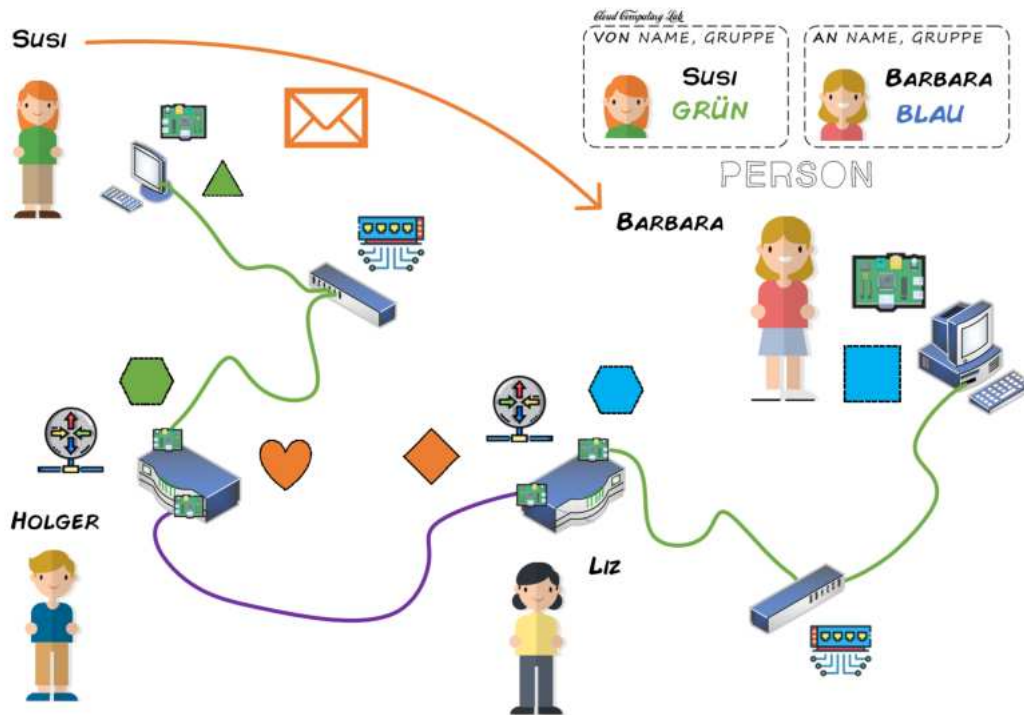 Cloud Computing Lab
SUSI
VON NAME, GRUPPE
SUSI
GRÜN
AN NAME, GRUPPE
BARBARA
BLAU
PERSON
BARBARA
HOLGER
LIZ